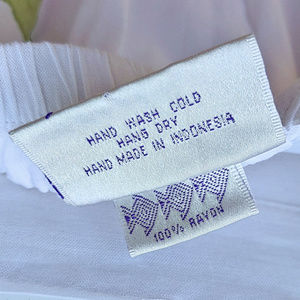 HAND WASH COLD
HANG DRY
HAND MADE IN INDONESIA
100% RAYON